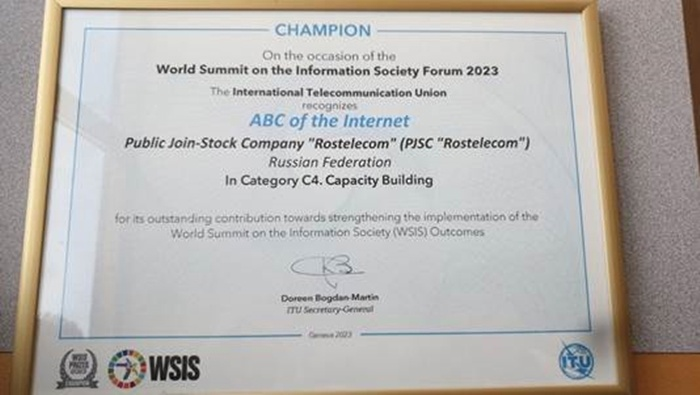 CHAMPION
On the occasion of the
World Summit on the Information Society Forum 2023
The International Telecommunication Union
recognizes
ABC of the Internet
Public Join-Stock Company "Rostelecom" (PJSC "Rostelecom")
Russian Federation
In Category C4. Capacity Building
for its outstanding contribution towards strengthening the implementation of the
World Summit on the Information Society (WSIS) Outcomes
Doreen Bogdan-Martin
ITU Secretary-General
Geneva 2023
WSIS
PRIZES
2023
CHAMPION
WSIS
ITU